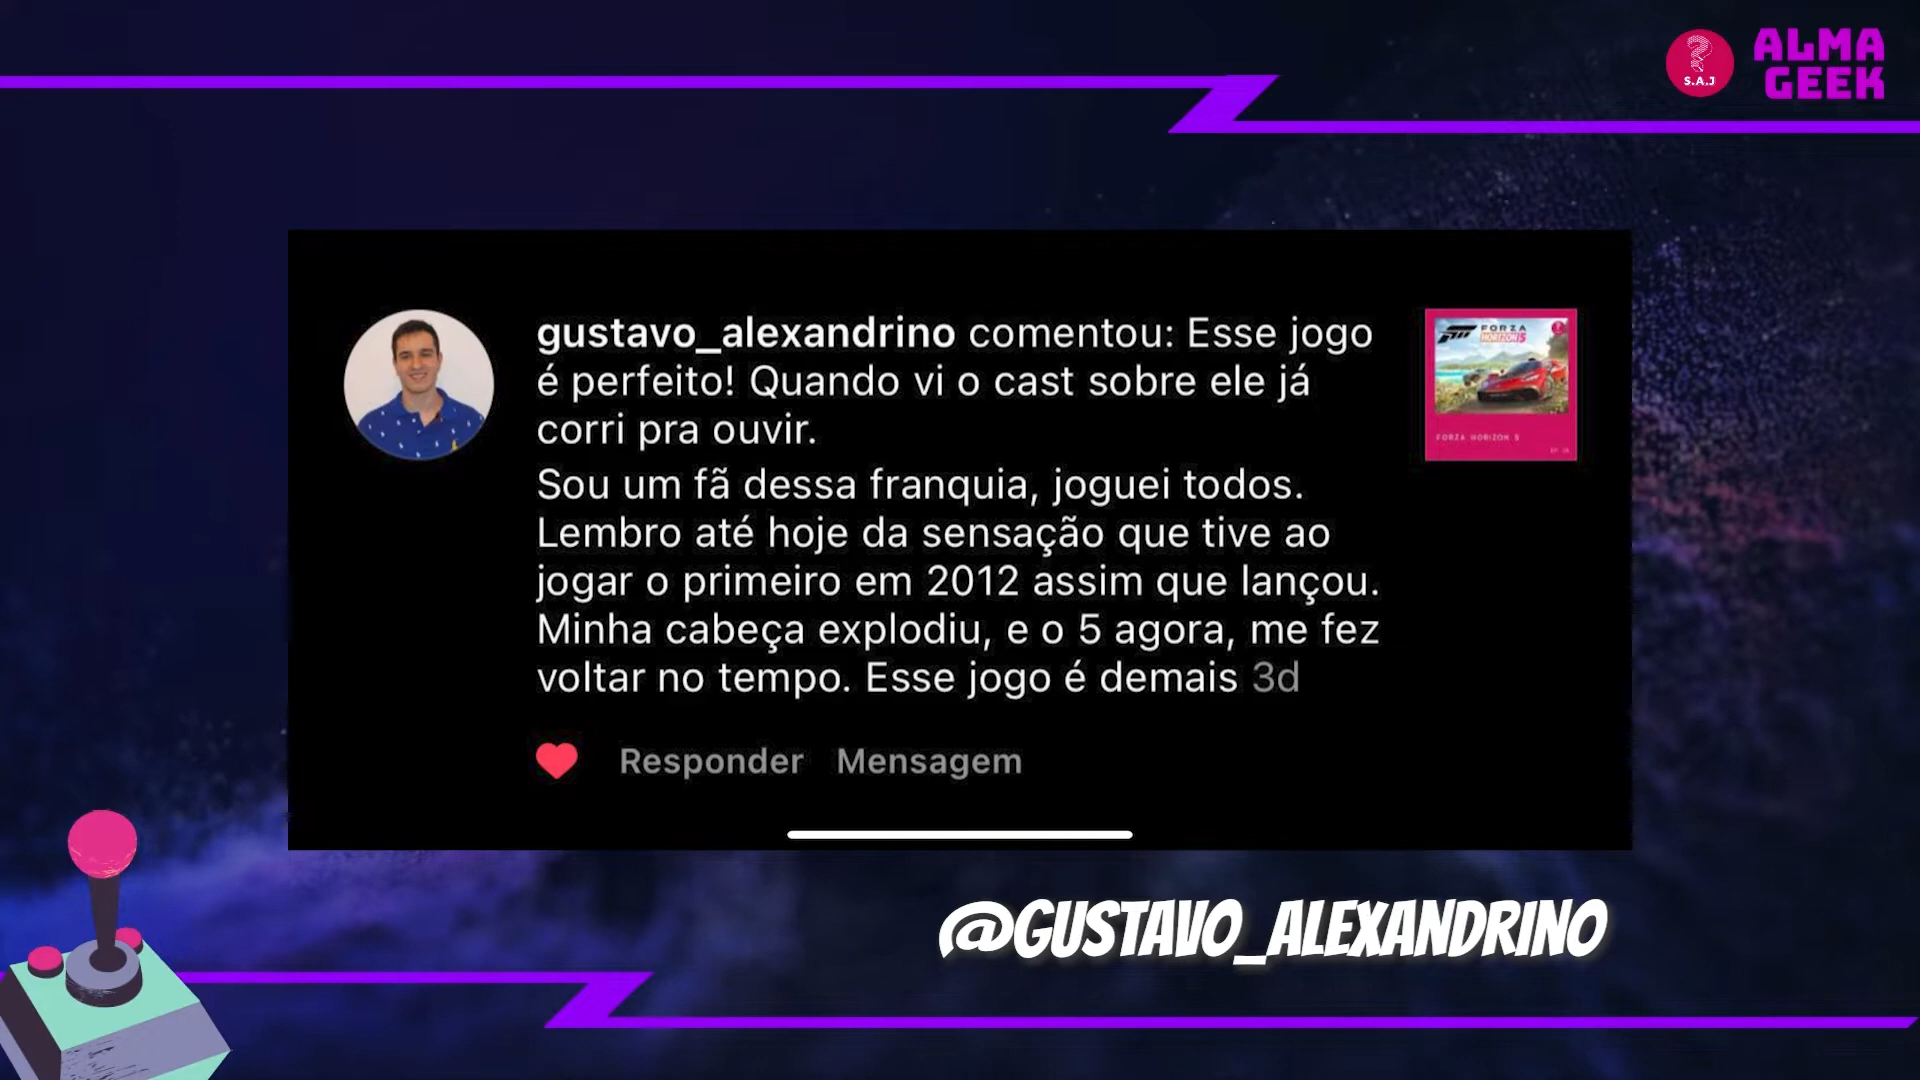 S.A.J
ALMA
GEEK
gustavo_alexandrino comentou: Esse jogo
é perfeito! Quando vi o cast sobre ele já
corri pra ouvir.
Sou um fã dessa franquia, joguei todos.
Lembro até hoje da sensação que tive ao
jogar o primeiro em 2012 assim que lançou.
Minha cabeça explodiu, e o 5 agora, me fez
voltar no tempo. Esse jogo é demais 3d
FORZA
HORIZON 5
FORZA HORIZON 5
Responder Mensagem
@GUSTAVO_ALEXANDRINO